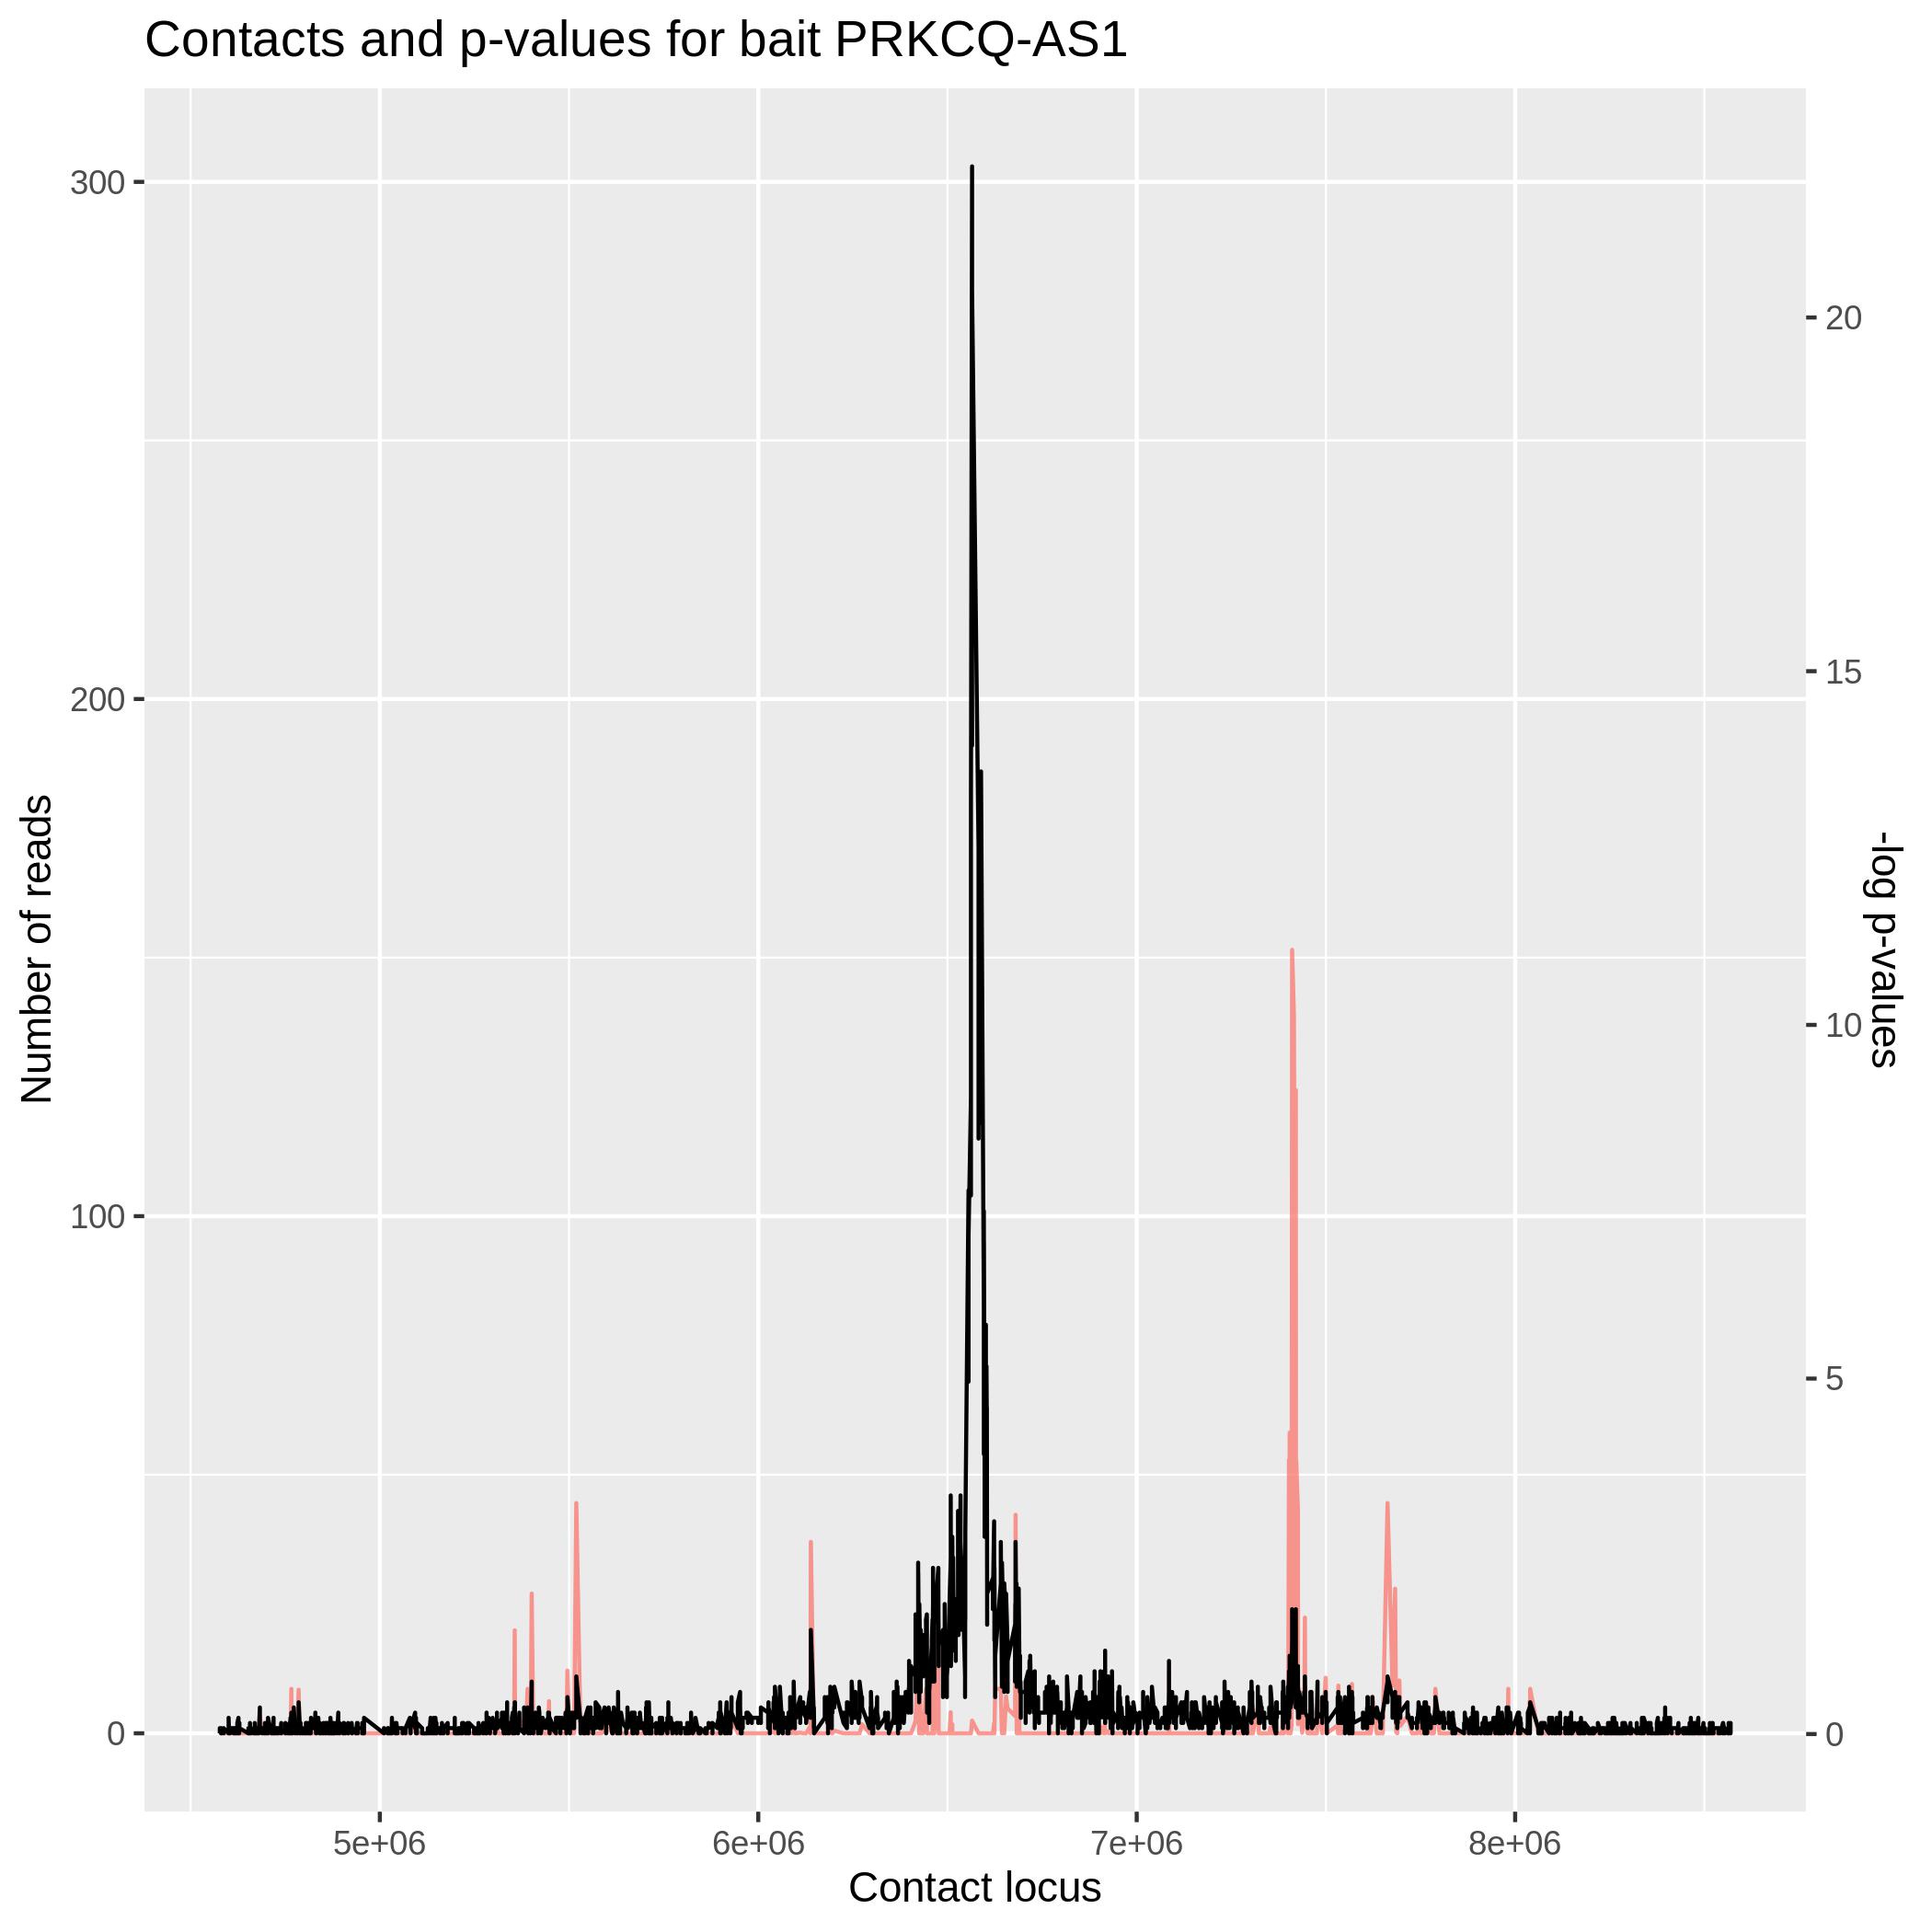 Contacts and p-values for bait PRKCQ-AS1
300
200
100
0
Number of reads
20
15
10
5
0
-log p-values
5e+06
6e+06
7e+06
8e+06
Contact locus